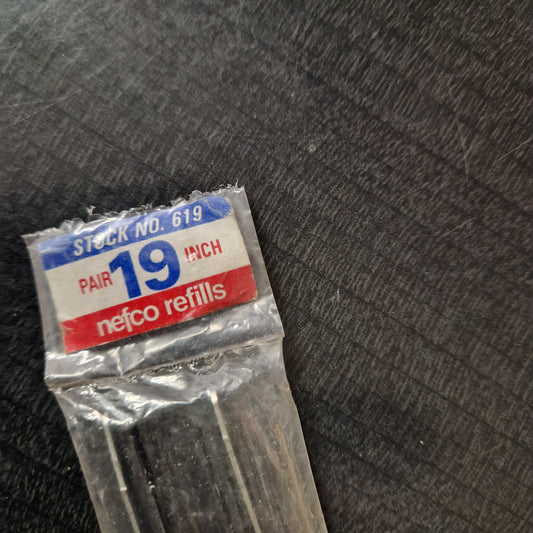 STOCK NO. 619
PAIR 19 INCH
nefco refills